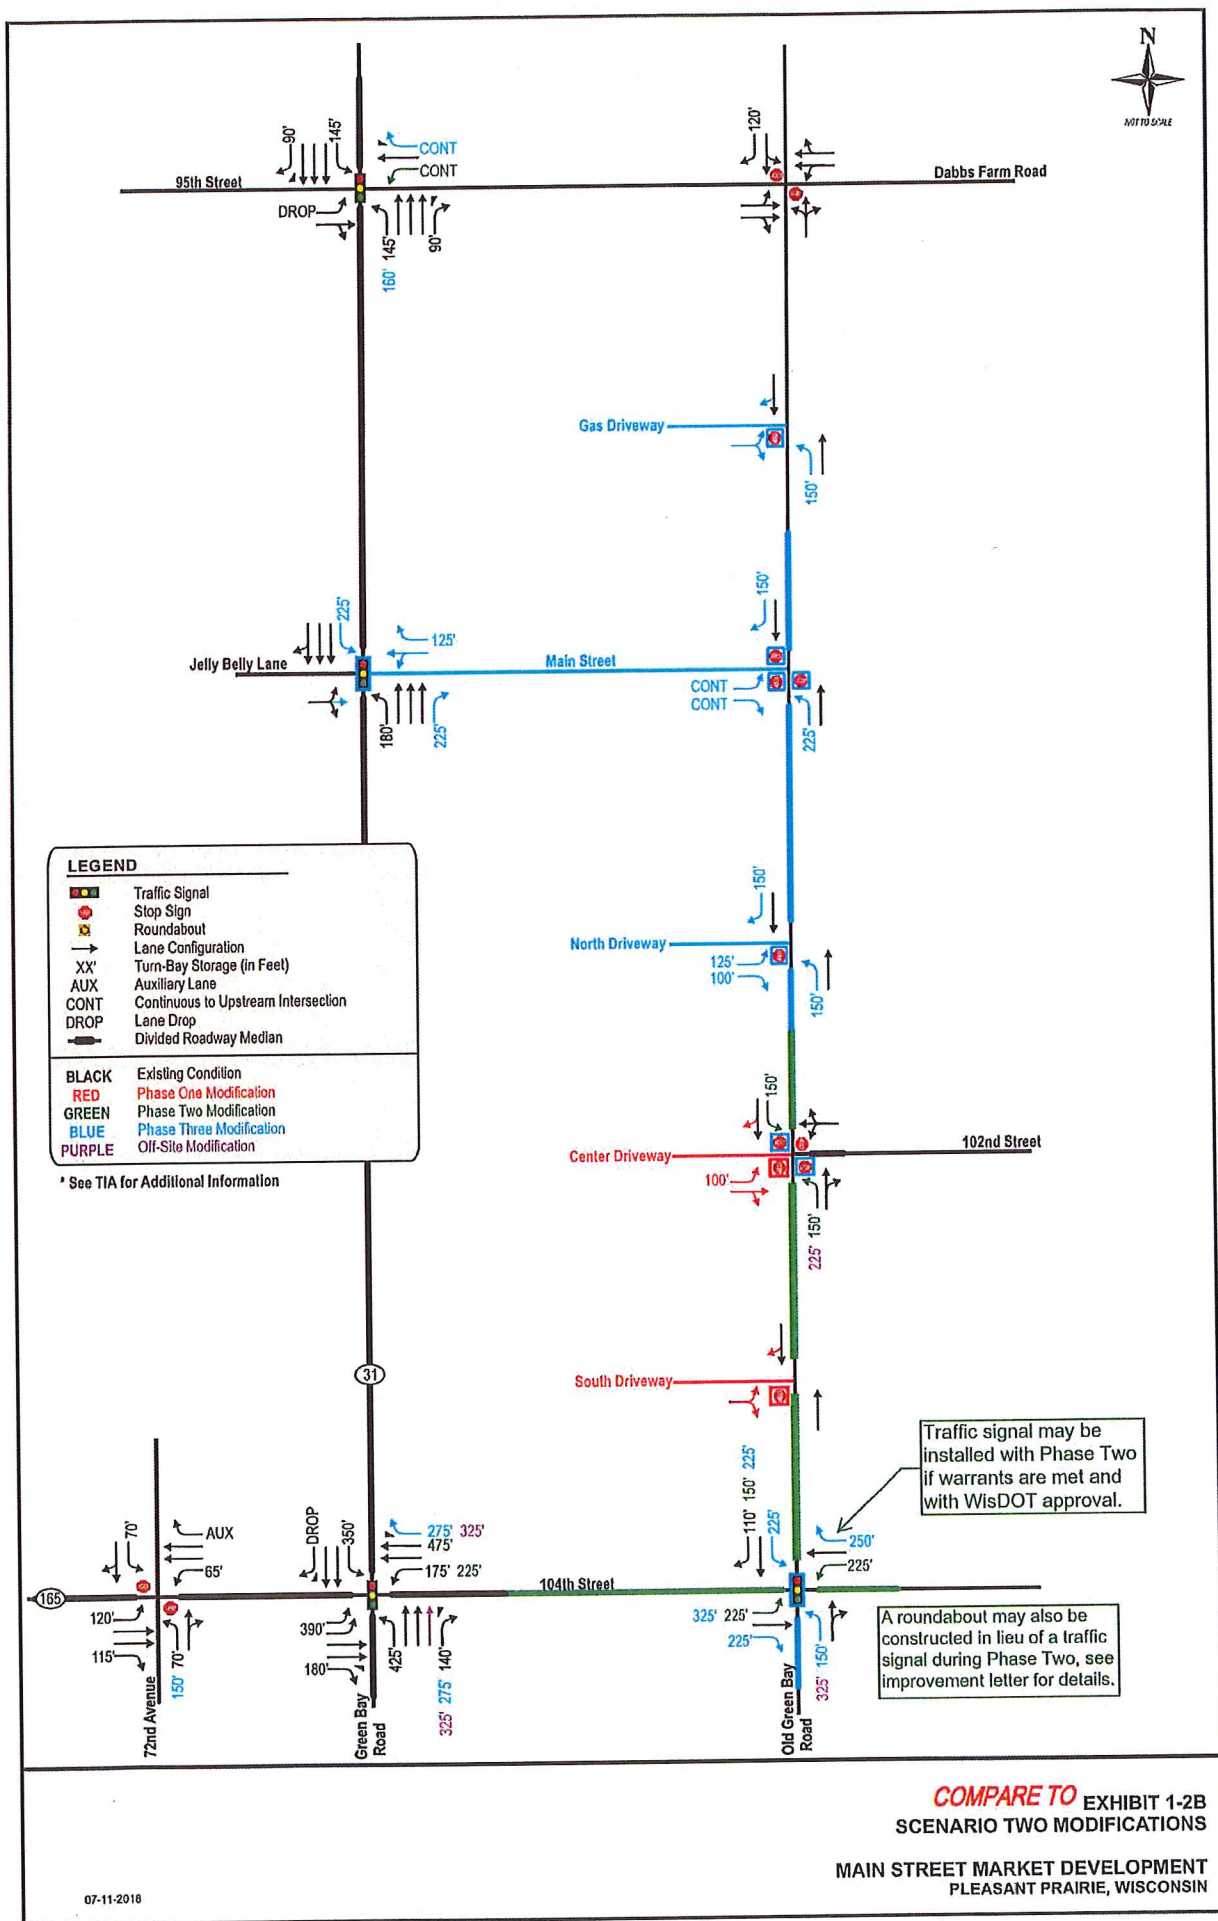 N
NOT TO SCALE
90'
145'
CONT
CONT
120'
95th Street
Dabbs Farm Road
DROP
160' 145'
90'
Gas Driveway
150'
225'
125'
150'
Jelly Belly Lane
Main Street
CONT
CONT
180'
225'
225'
LEGEND
Traffic Signal
Stop Sign
Roundabout
Lane Configuration
XX' Turn-Bay Storage (in Feet)
AUX Auxiliary Lane
CONT Continuous to Upstream Intersection
DROP Lane Drop
Divided Roadway Median
BLACK Existing Condition
RED Phase One Modification
GREEN Phase Two Modification
BLUE Phase Three Modification
PURPLE Off-Site Modification
* See TIA for Additional Information
150'
North Driveway
125'
100'
150'
150'
Center Driveway
102nd Street
100'
225' 150'
31
South Driveway
Traffic signal may be
installed with Phase Two
if warrants are met and
with WisDOT approval.
70'
AUX
65'
DROP
350'
275' 325'
475'
175' 225'
110' 150' 225'
225'
250'
225'
165
104th Street
120'
115'
70'
150'
390'
180'
425'
140'
325' 275'
325' 225'
225'
325' 150'
A roundabout may also be
constructed in lieu of a traffic
signal during Phase Two, see
improvement letter for details.
72nd Avenue
Green Bay
Road
Old Green Bay
Road
COMPARE TO EXHIBIT 1-2B
SCENARIO TWO MODIFICATIONS
MAIN STREET MARKET DEVELOPMENT
PLEASANT PRAIRIE, WISCONSIN
07-11-2018